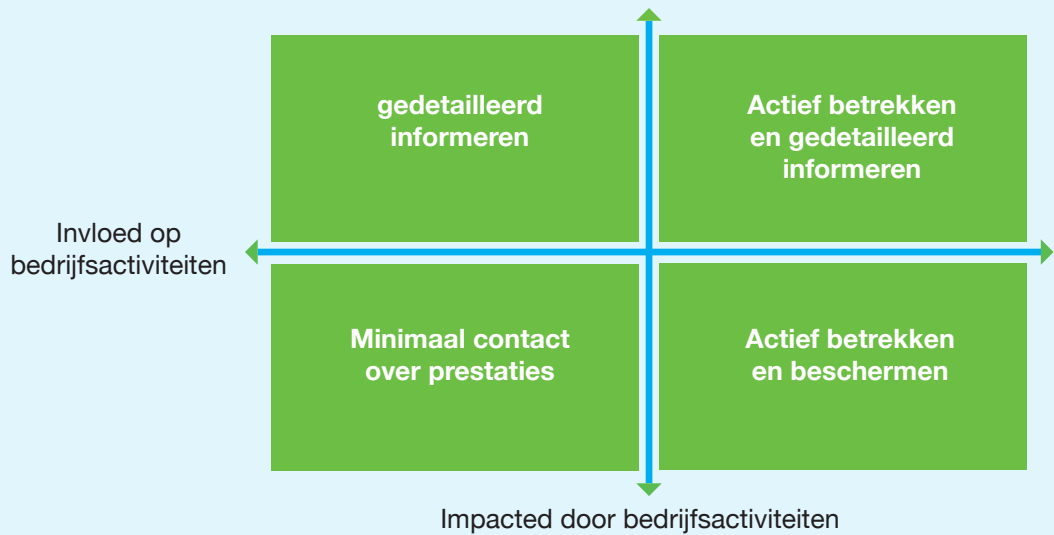 gedetailleerd
informeren
Actief betrekken
en gedetailleerd
informeren
Invloed op
bedrijfsactiviteiten
Minimaal contact
over prestaties
Actief betrekken
en beschermen
Impacted door bedrijfsactiviteiten